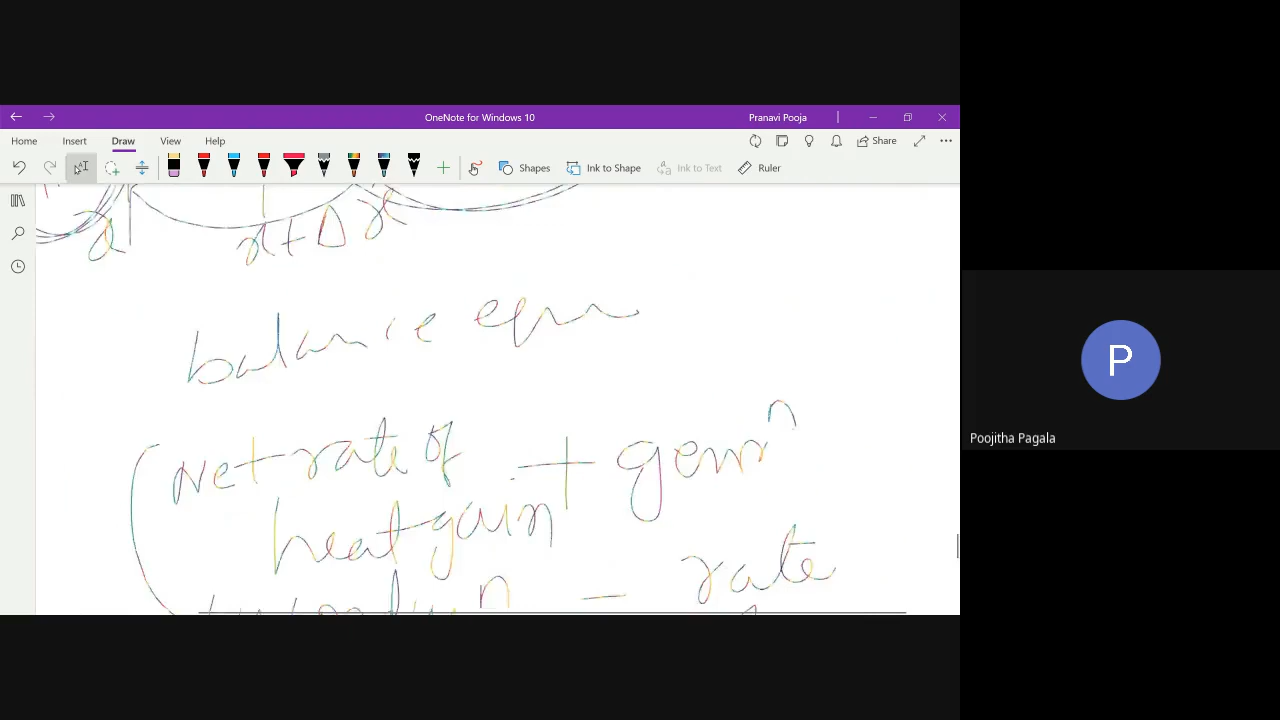 OneNote for Windows 10
Pranavi Pooja
Home Insert Draw View Help
Share
Shapes Ink to Shape Ink to Text Ruler
x x+Δx
balance eqn
(Net rate of + genrⁿ
heat gain
= rate
P
Poojitha Pagala